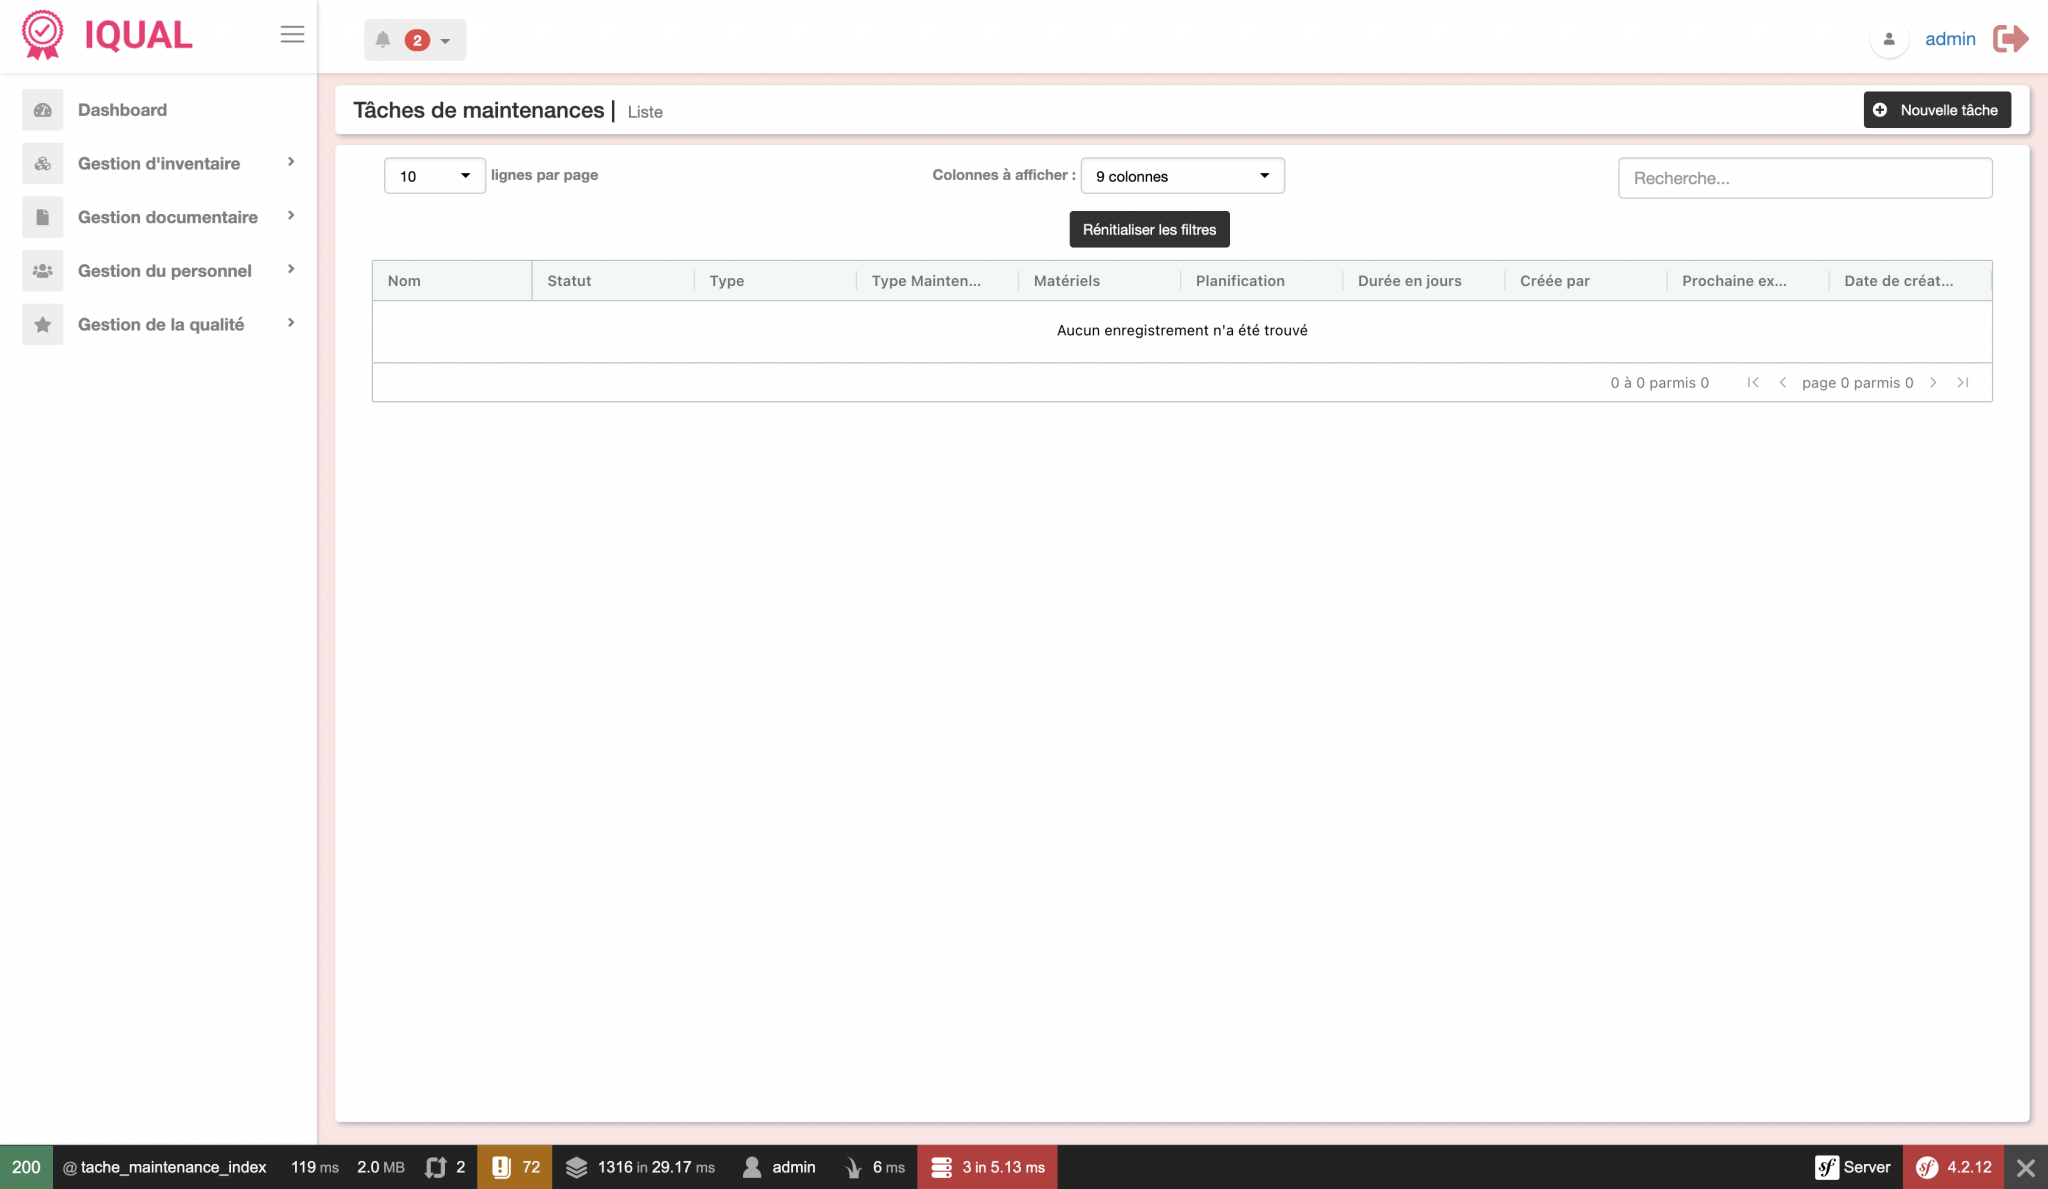 IQUAL
2
admin
Dashboard
Gestion d'inventaire
Gestion documentaire
Gestion du personnel
Gestion de la qualité
Tâches de maintenances | Liste
Nouvelle tâche
10 lignes par page
Colonnes à afficher : 9 colonnes
Recherche...
Rénitialiser les filtres
Nom Statut Type Type Mainten... Matériels Planification Durée en jours Créée par Prochaine ex... Date de créat...
Aucun enregistrement n'a été trouvé
0 à 0 parmis 0 page 0 parmis 0
200 @ tache_maintenance_index 119 ms 2.0 MB 2 72 1316 in 29.17 ms admin 6 ms 3 in 5.13 ms sf Server sf 4.2.12